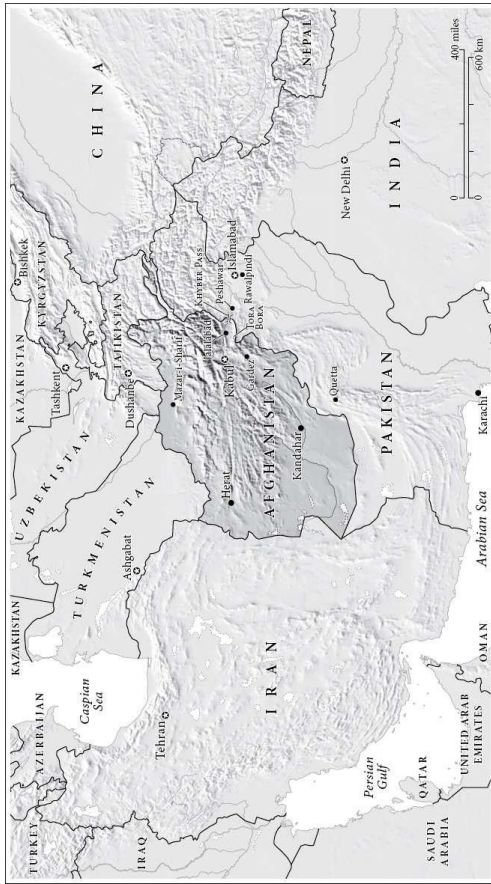 KAZAKHSTAN
Bishkek
KYRGYZSTAN
CHINA
Tashkent
UZBEKISTAN
KAZAKHSTAN
TAJIKISTAN
Dushanbe
TURKMENISTAN
Ashgabat
AZERBAIJAN
Caspian
Sea
TURKEY
Tehran
IRAQ
IRAN
Mazar-i-Sharif
KHYBER PASS
Peshawar
Islamabad
Rawalpindi
Jalalabad
Kabul
TORA
BORA
Gardez
Herat
AFGHANISTAN
Kandahar
Quetta
PAKISTAN
Karachi
NEPAL
New Delhi
INDIA
Persian
Gulf
QATAR
SAUDI
ARABIA
UNITED ARAB
EMIRATES
OMAN
Arabian Sea
0
400 miles
0
600 km